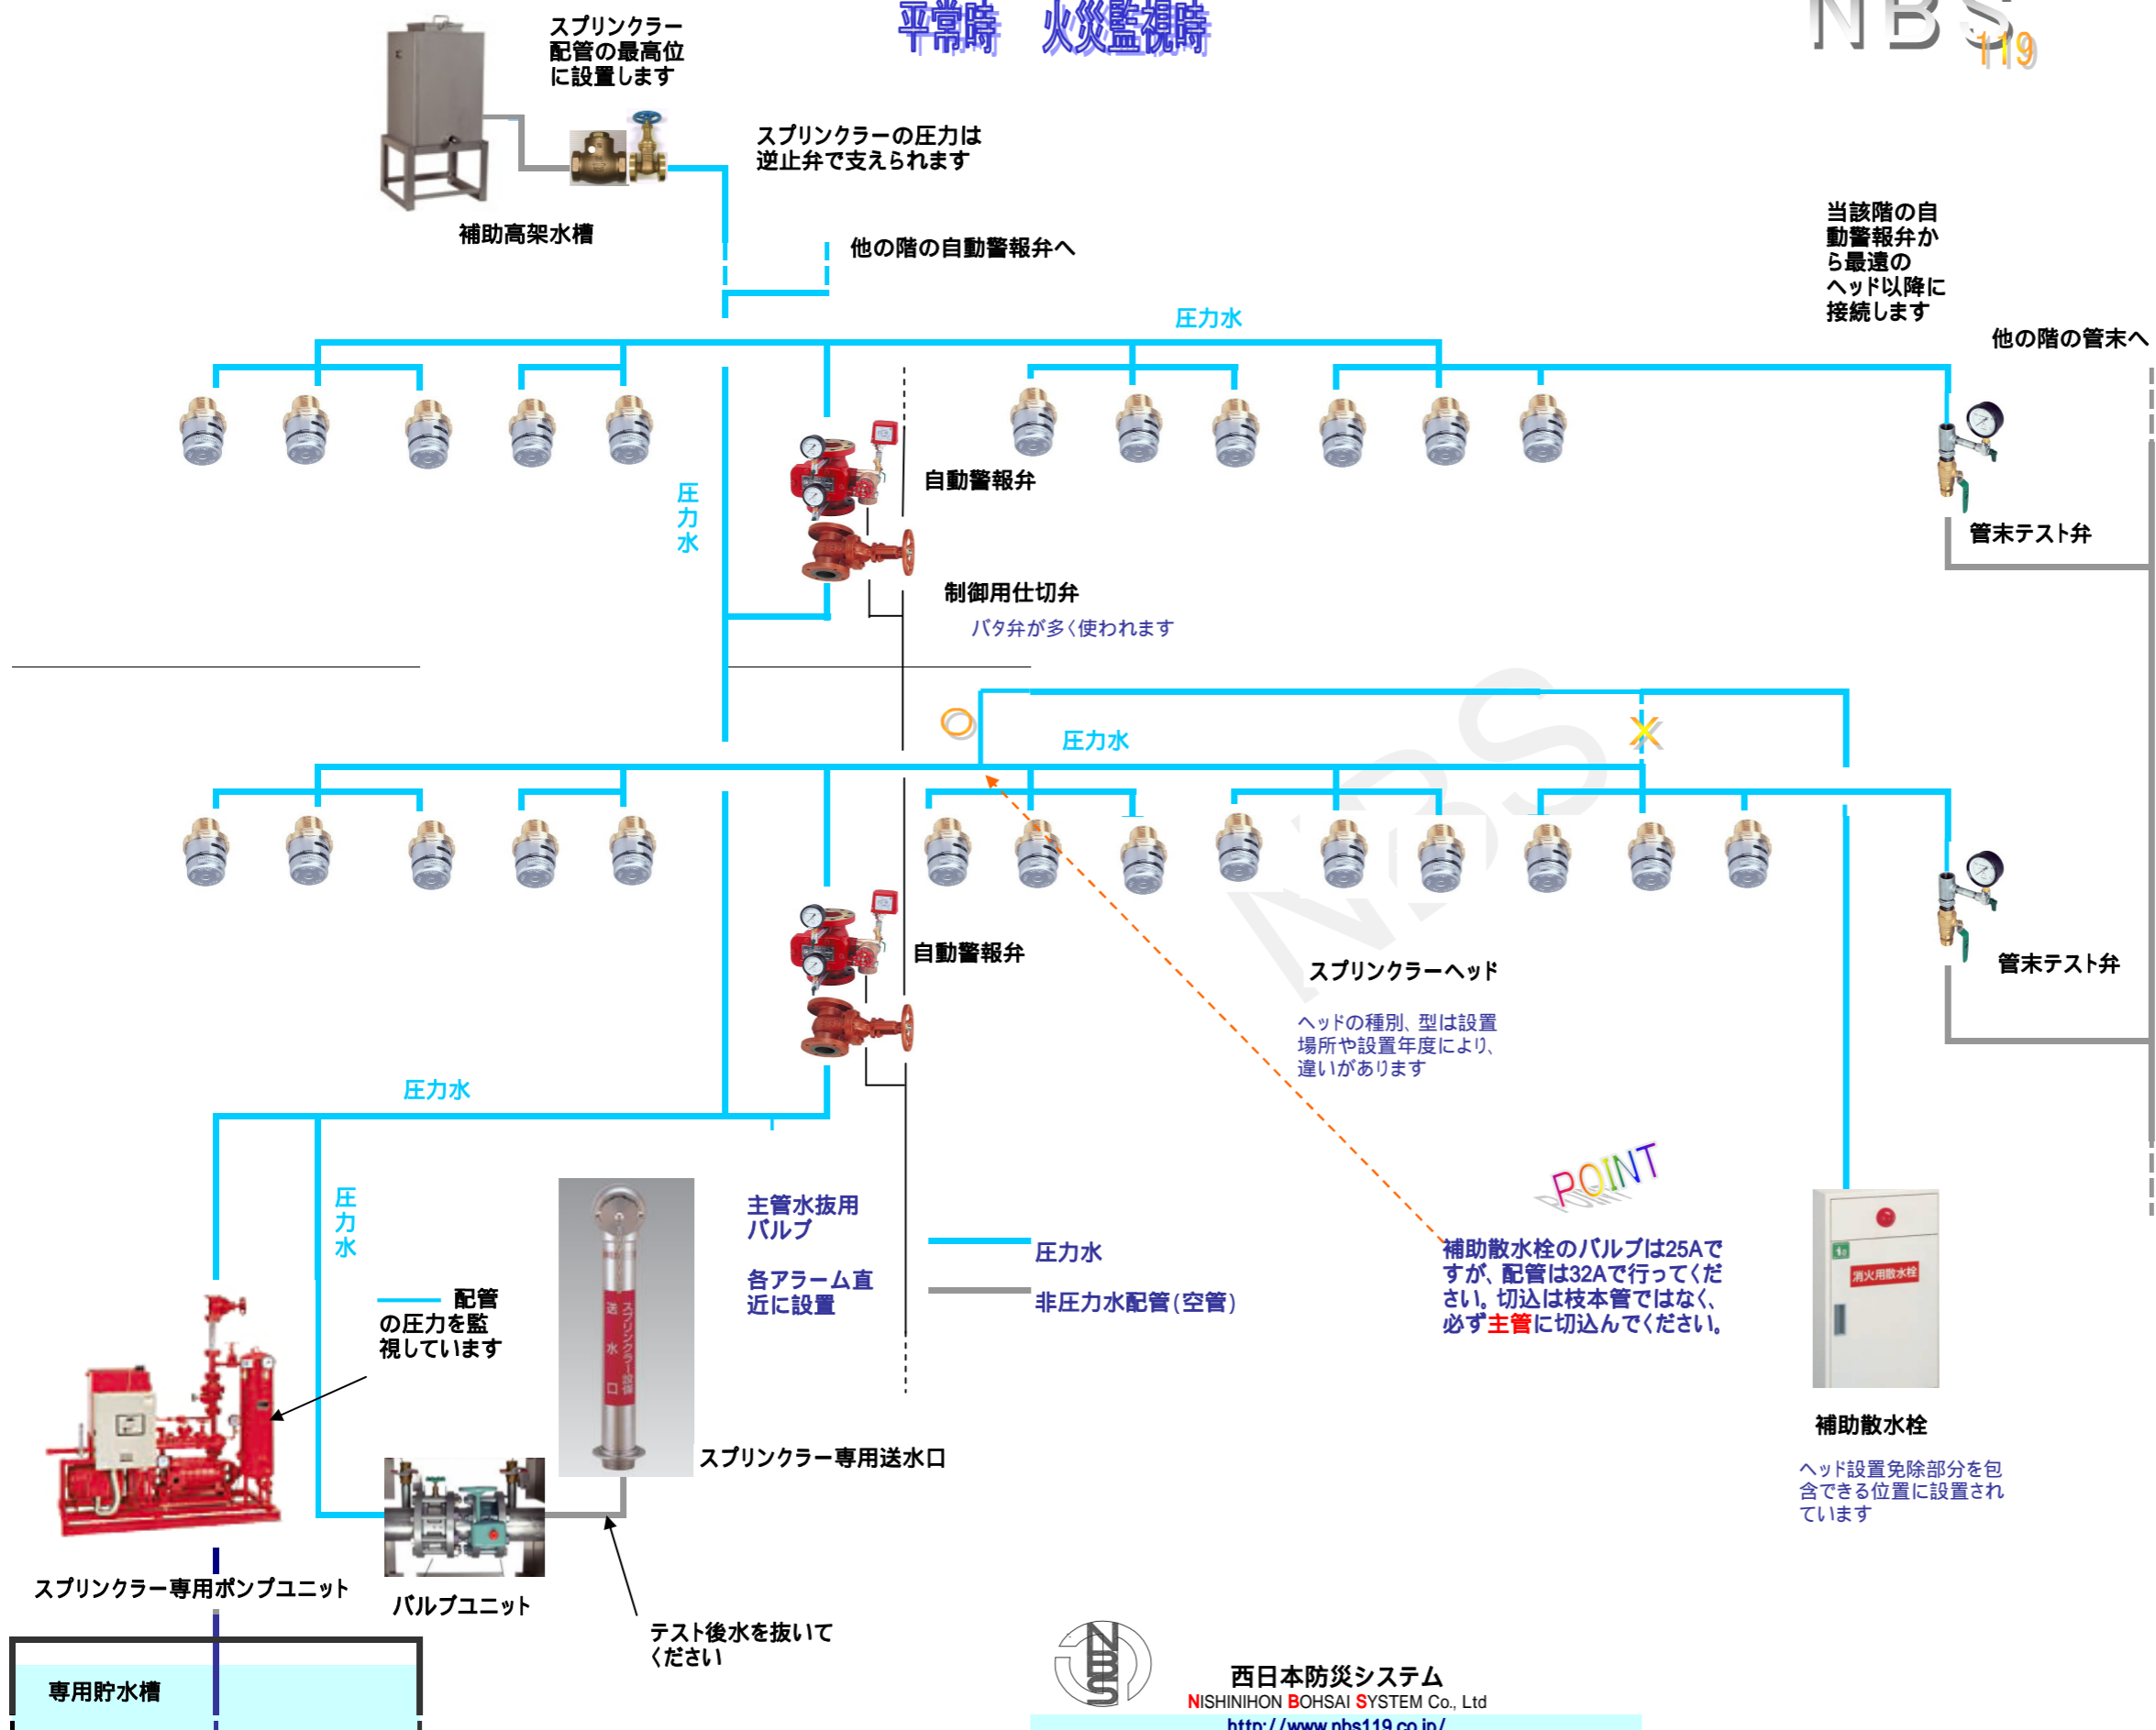 平常時　火災監視時
NBS
119
スプリンクラー
配管の最高位
に設置します
スプリンクラーの圧力は
逆止弁で支えられます
補助高架水槽
他の階の自動警報弁へ
当該階の自
動警報弁か
ら最遠の
ヘッド以降に
接続します
他の階の管末へ
圧力水
圧力水
自動警報弁
管末テスト弁
制御用仕切弁
バタ弁が多く使われます
○
×
圧力水
NBS
自動警報弁
スプリンクラーヘッド
管末テスト弁
ヘッドの種別、型は設置
場所や設置年度により、
違いがあります
圧力水
圧力水
POINT
主管水抜用
バルブ
各アラーム直
近に設置
圧力水
非圧力水配管(空管)
補助散水栓のバルブは25Aで
すが、配管は32Aで行ってくだ
さい。切込は枝本管ではなく、
必ず主管に切込んでください。
消火用散水栓
配管
の圧力を監
視しています
スプリンクラー設備
送水口
スプリンクラー専用送水口
補助散水栓
ヘッド設置免除部分を包
含できる位置に設置され
ています
スプリンクラー専用ポンプユニット
バルブユニット
テスト後水を抜いて
ください
専用貯水槽
NBS
西日本防災システム
NISHINIHON BOHSAI SYSTEM Co., Ltd
http://www.nbs119.co.jp/